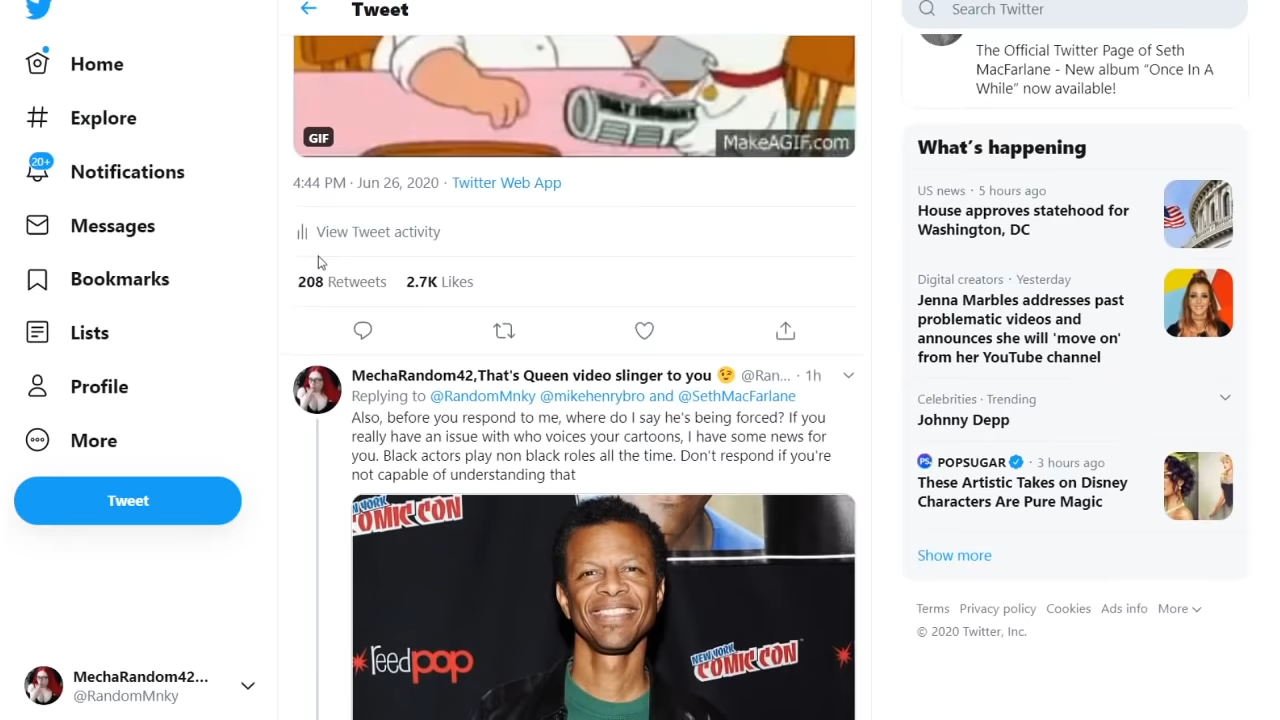 Home
Explore
20+
Notifications
Messages
Bookmarks
Lists
Profile
More
Tweet
MechaRandom42...
@RandomMnky
Tweet
GIF
MakeAGIF.com
4:44 PM · Jun 26, 2020 · Twitter Web App
View Tweet activity
208 Retweets 2.7K Likes
MechaRandom42,That's Queen video slinger to you 😉 @Ran... · 1h
Replying to @RandomMnky @mikehenrybro and @SethMacFarlane
Also, before you respond to me, where do I say he's being forced? If you
really have an issue with who voices your cartoons, I have some news for
you. Black actors play non black roles all the time. Don't respond if you're
not capable of understanding that
COMIC CON
reedpop
NEW YORK
COMIC CON
Search Twitter
The Official Twitter Page of Seth
MacFarlane - New album “Once In A
While” now available!
What’s happening
US news · 5 hours ago
House approves statehood for
Washington, DC
Digital creators · Yesterday
Jenna Marbles addresses past
problematic videos and
announces she will 'move on'
from her YouTube channel
Celebrities · Trending
Johnny Depp
PS POPSUGAR · 3 hours ago
These Artistic Takes on Disney
Characters Are Pure Magic
Show more
Terms Privacy policy Cookies Ads info More
© 2020 Twitter, Inc.